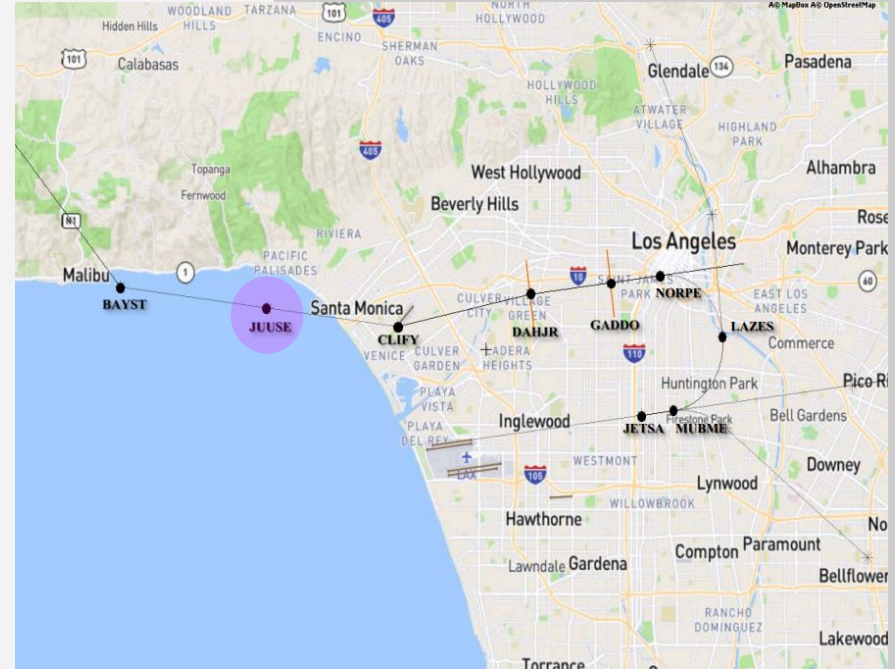 A© MapBox A© OpenStreetMap
NORTH
HOLLYWOOD
WOODLAND
HILLS
TARZANA
101
405
Hidden Hills
ENCINO
SHERMAN
OAKS
101
Calabasas
Glendale
134
Pasadena
HOLLYWOOD
HILLS
ATWATER
VILLAGE
HIGHLAND
PARK
405
Topanga
West Hollywood
Alhambra
Fernwood
Beverly Hills
N1
RIVIERA
Los Angeles
Monterey Park
PACIFIC
PALISADES
Malibu
1
10
SAINT JAMES
PARK
NORPE
60
BAYST
Santa Monica
CULVER
CITY
VILLAGE
GREEN
EAST LOS
ANGELES
JUUSE
CLIFY
DAHJR
GADDO
LAZES
Commerce
VENICE
CULVER
GARDEN
LADERA
HEIGHTS
110
Huntington Park
PLAYA
VISTA
Inglewood
JETSA
Firestone Park
MUBME
Bell Gardens
PLAYA
DEL REY
LAX
105
WESTMONT
Downey
Lynwood
WILLOWBROOK
Hawthorne
Lawndale
Gardena
Compton
Paramount
Bellflower
RANCHO
DOMINGUEZ
Lakewood
Torrance